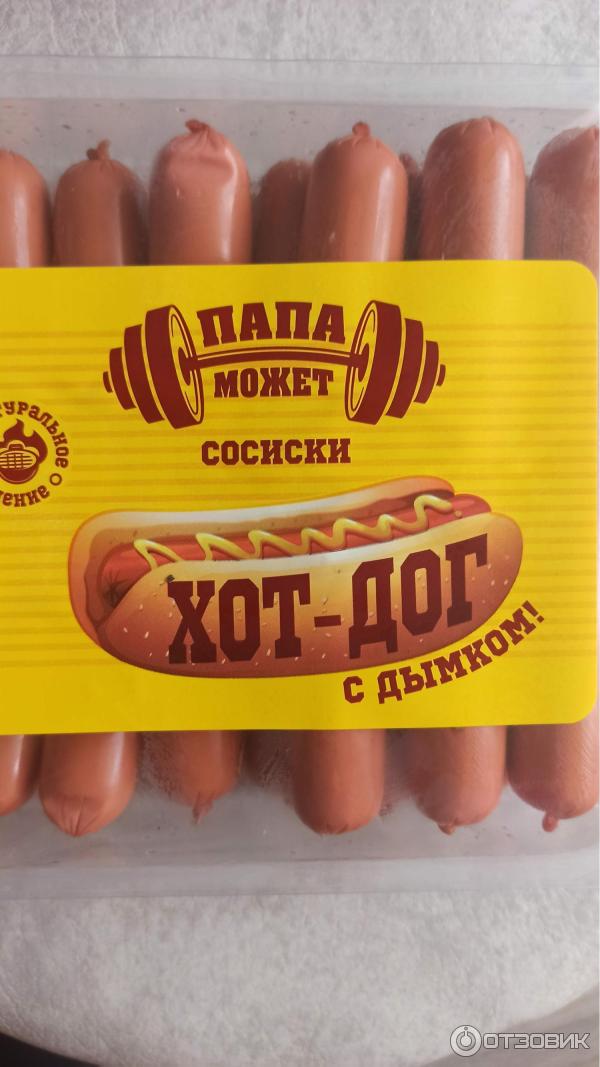 ПАПА
МОЖЕТ
СОСИСКИ
ХОТ-ДОГ
С ДЫМКОМ!
ОТЗОВИК